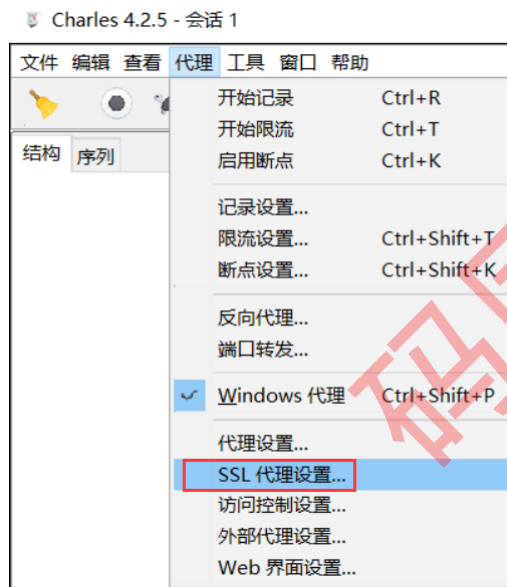 Charles 4.2.5 - 会话 1
文件 编辑 查看 代理 工具 窗口 帮助
结构 序列
开始记录 Ctrl+R
开始限流 Ctrl+T
启用断点 Ctrl+K
记录设置...
限流设置... Ctrl+Shift+T
断点设置... Ctrl+Shift+K
反向代理...
端口转发...
Windows 代理 Ctrl+Shift+P
代理设置...
SSL 代理设置...
访问控制设置...
外部代理设置...
Web 界面设置...
码